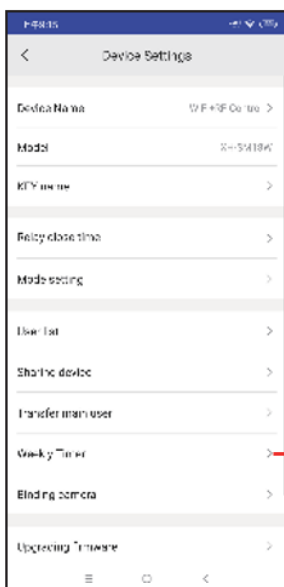 Device Settings
Device Name
Model
KEY name
Relay close time
Mode setting
User list
Sharing device
Transfer main user
Weekly Timer
Binding camera
Upgrading firmware